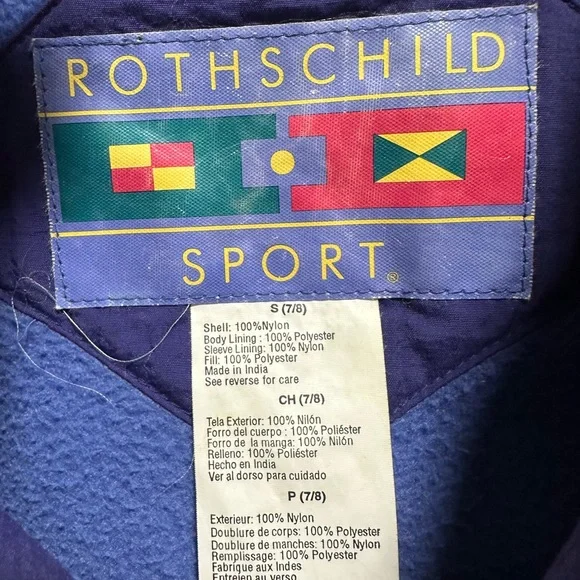 ROTHSCHILD
SPORT®
S (7/8)
Shell: 100%Nylon
Body Lining : 100% Polyester
Sleeve Lining: 100% Nylon
Fill: 100% Polyester
Made in India
See reverse for care
CH (7/8)
Tela Exterior: 100% Nilón
Forro del cuerpo : 100% Poliéster
Forro de la manga: 100% Nilón
Relleno: 100% Poliéster
Hecho en India
Ver al dorso para cuidado
P (7/8)
Exterieur: 100% Nylon
Doublure de corps: 100% Polyester
Doublure de manches: 100% Nylon
Remplissage: 100% Polyester
Fabrique aux Indes
Entreien au verso